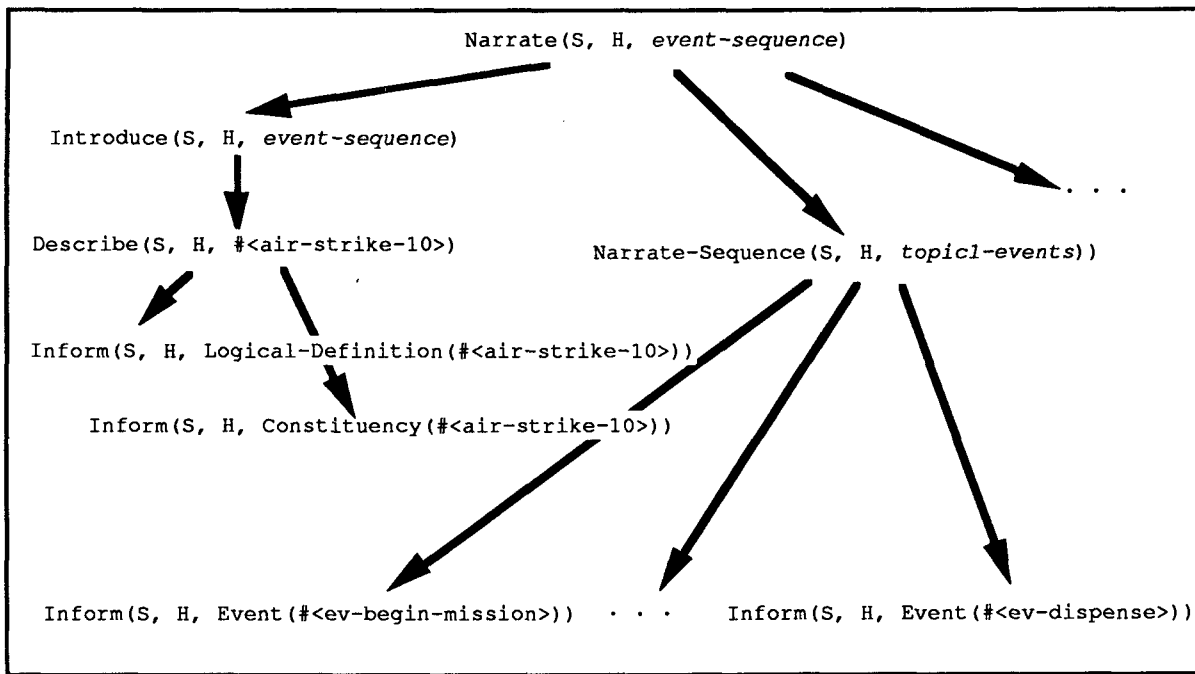 Narrate(S, H, event-sequence)
Introduce(S, H, event-sequence)
. . .
Describe(S, H, #<air-strike-10>)
Narrate-Sequence(S, H, topic1-events))
Inform(S, H, Logical-Definition(#<air-strike-10>))
Inform(S, H, Constituency(#<air-strike-10>))
Inform(S, H, Event(#<ev-begin-mission>)) . . . Inform(S, H, Event(#<ev-dispense>))